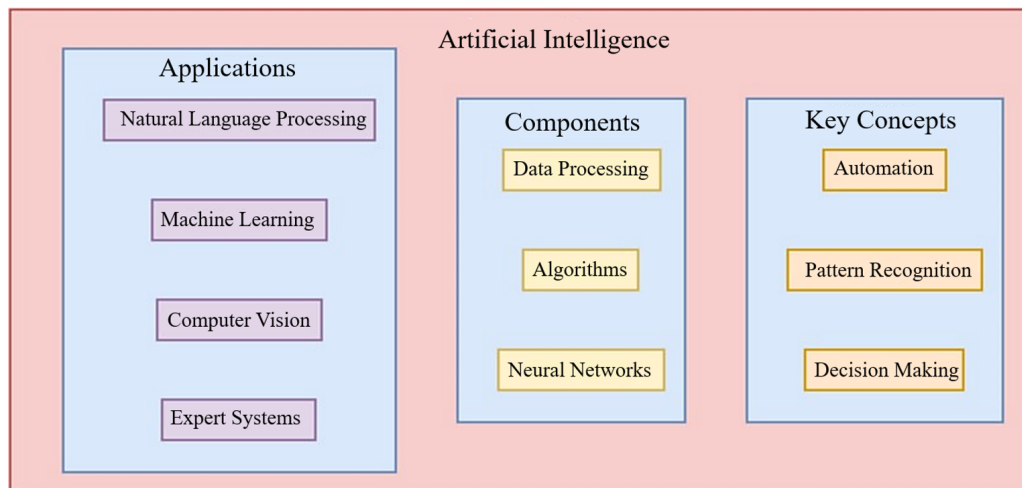 Artificial Intelligence
Applications
Natural Language Processing
Machine Learning
Computer Vision
Expert Systems
Components
Data Processing
Algorithms
Neural Networks
Key Concepts
Automation
Pattern Recognition
Decision Making